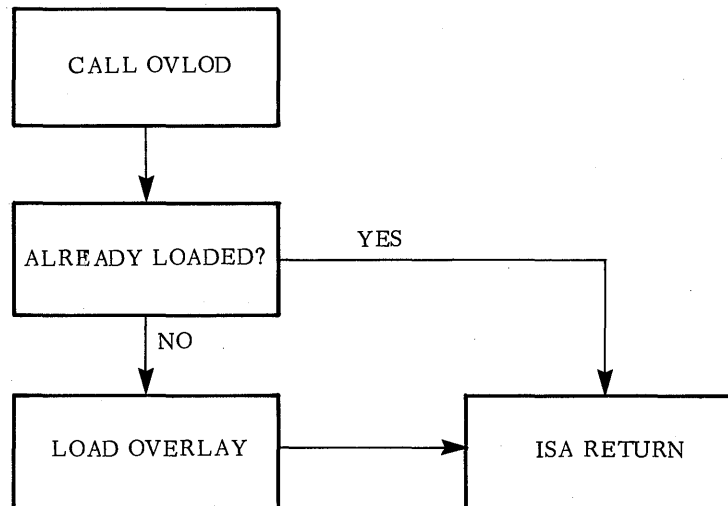 CALL OVLOD
ALREADY LOADED?
YES
NO
LOAD OVERLAY
ISA RETURN